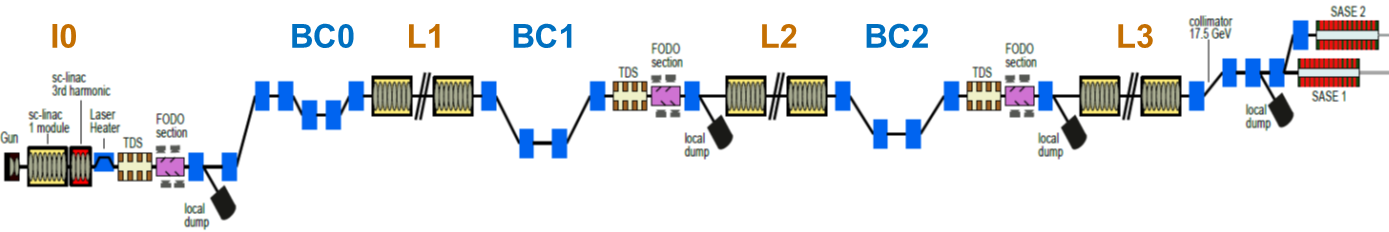 I0
BC0
L1
BC1
L2
BC2
L3
Gun
sc-linac
1 module
sc-linac
3rd harmonic
Laser
Heater
TDS
FODO
section
local
dump
TDS
FODO
section
local
dump
TDS
FODO
section
local
dump
collimator
17.5 GeV
local
dump
SASE 2
SASE 1